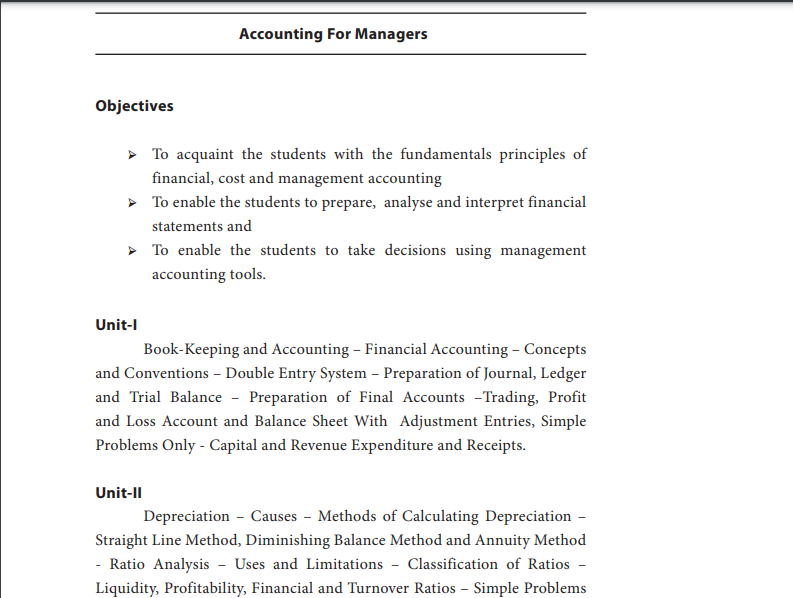 Accounting For Managers
Objectives
➢ To acquaint the students with the fundamentals principles of
financial, cost and management accounting
➢ To enable the students to prepare,  analyse and interpret financial
statements and
➢ To enable the students to take decisions using management
accounting tools.
Unit-I
Book-Keeping and Accounting – Financial Accounting – Concepts
and Conventions – Double Entry System – Preparation of Journal, Ledger
and Trial Balance – Preparation of Final Accounts –Trading, Profit
and Loss Account and Balance Sheet With  Adjustment Entries, Simple
Problems Only - Capital and Revenue Expenditure and Receipts.
Unit-II
Depreciation – Causes – Methods of Calculating Depreciation –
Straight Line Method, Diminishing Balance Method and Annuity Method
- Ratio Analysis – Uses and Limitations – Classification of Ratios –
Liquidity, Profitability, Financial and Turnover Ratios – Simple Problems